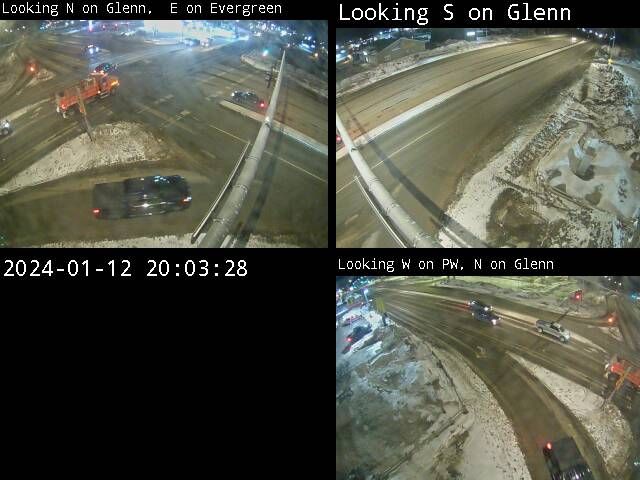 Looking N on Glenn, E on Evergreen
Looking S on Glenn
2024-01-12 20:03:28
Looking W on PW, N on Glenn